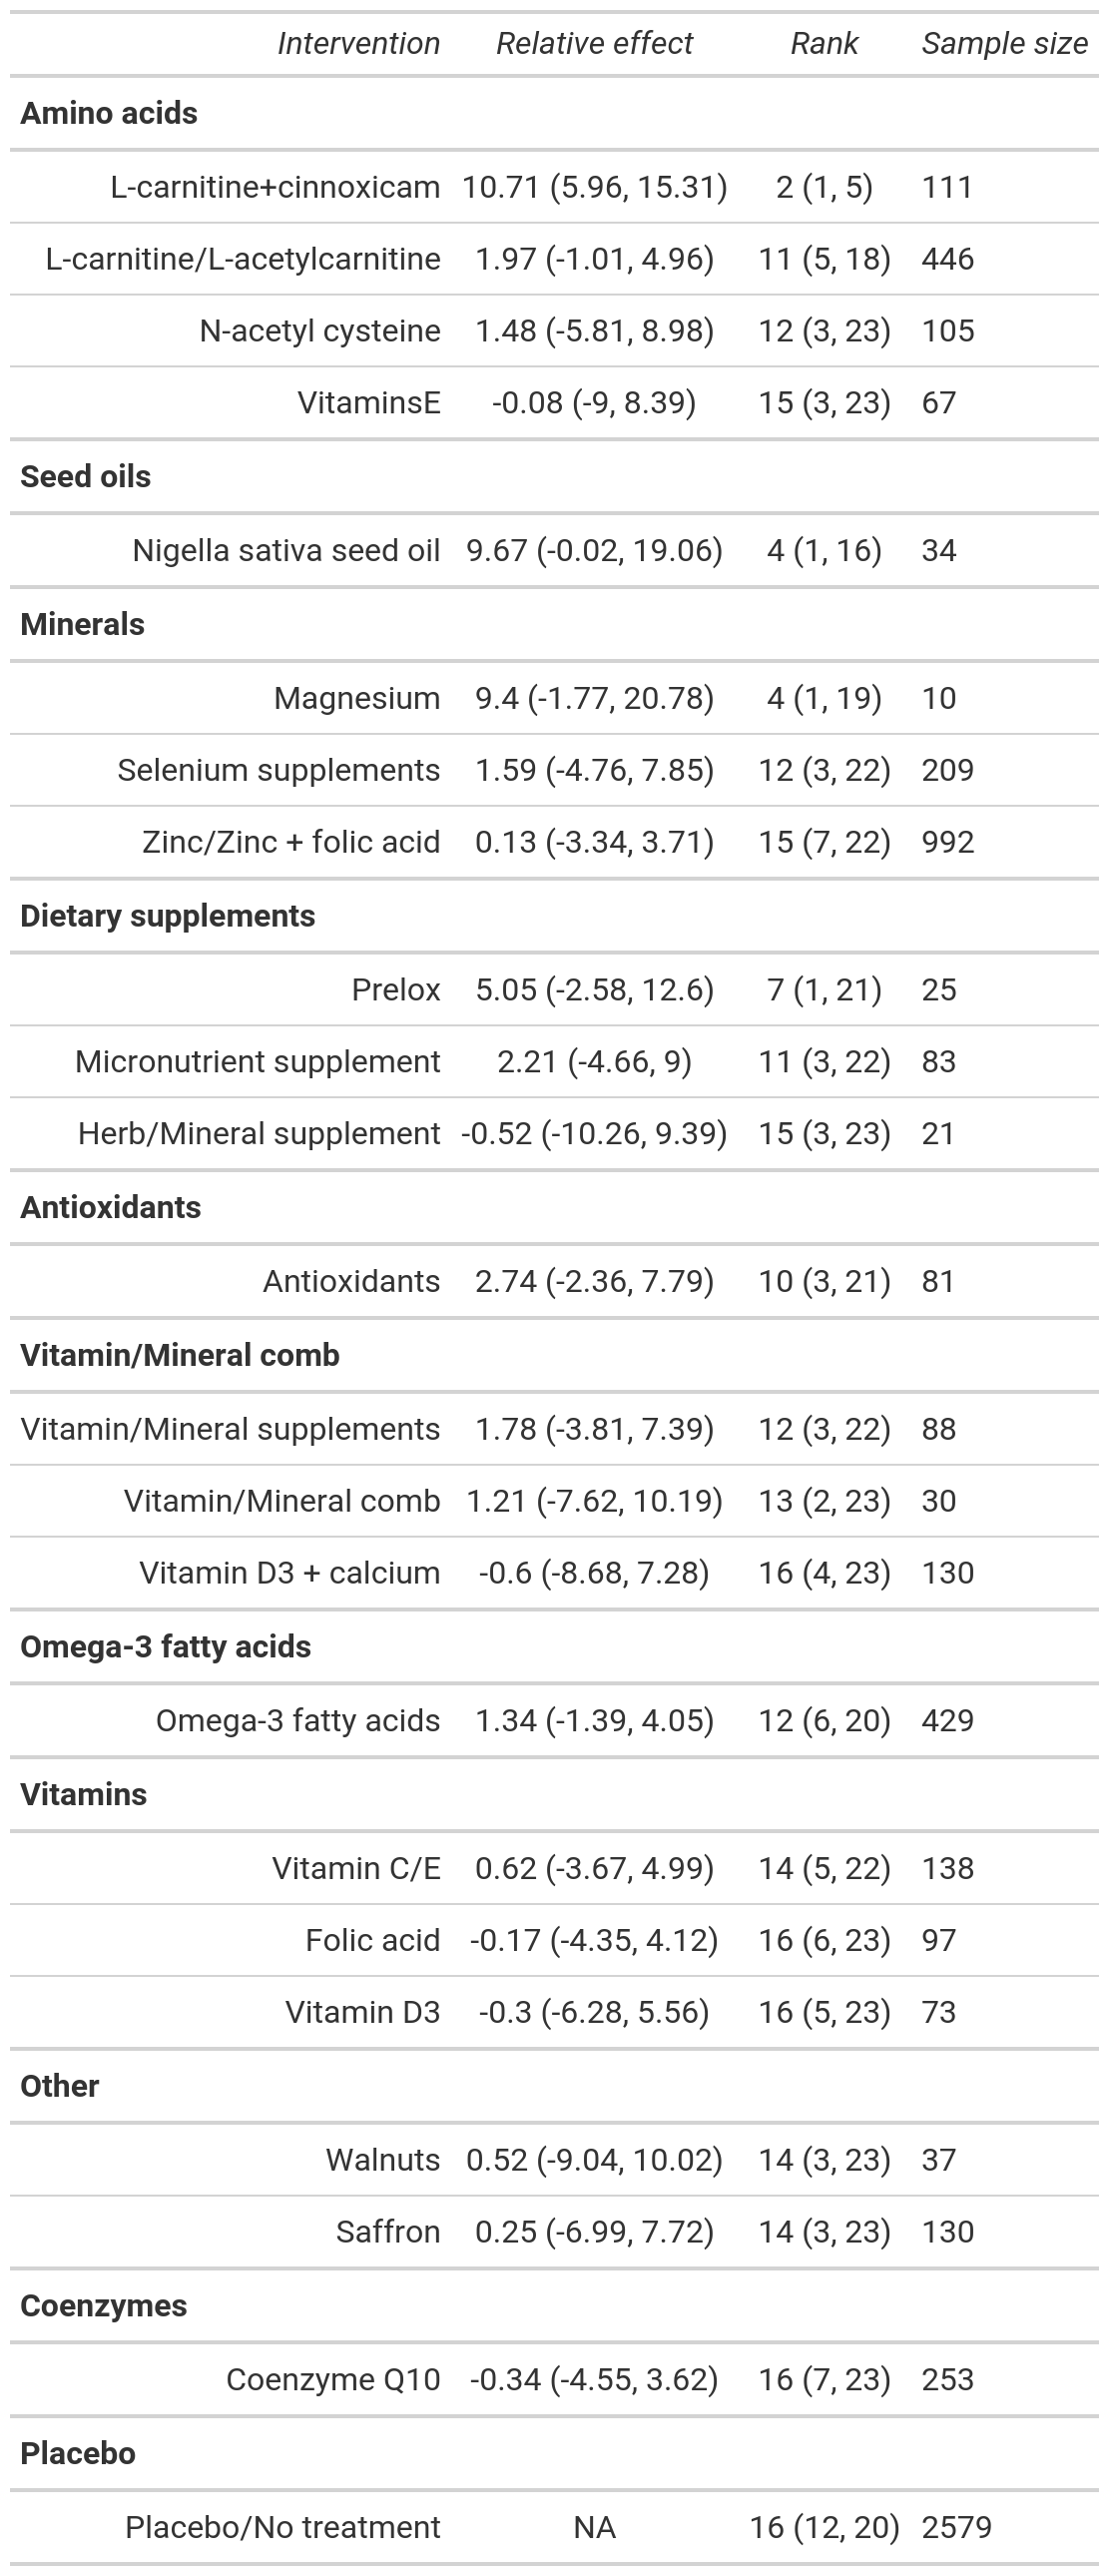 Intervention Relative effect Rank Sample size
Amino acids
L-carnitine+cinnoxicam 10.71 (5.96, 15.31) 2 (1, 5) 111
L-carnitine/L-acetylcarnitine 1.97 (-1.01, 4.96) 11 (5, 18) 446
N-acetyl cysteine 1.48 (-5.81, 8.98) 12 (3, 23) 105
VitaminsE -0.08 (-9, 8.39) 15 (3, 23) 67
Seed oils
Nigella sativa seed oil 9.67 (-0.02, 19.06) 4 (1, 16) 34
Minerals
Magnesium 9.4 (-1.77, 20.78) 4 (1, 19) 10
Selenium supplements 1.59 (-4.76, 7.85) 12 (3, 22) 209
Zinc/Zinc + folic acid 0.13 (-3.34, 3.71) 15 (7, 22) 992
Dietary supplements
Prelox 5.05 (-2.58, 12.6) 7 (1, 21) 25
Micronutrient supplement 2.21 (-4.66, 9) 11 (3, 22) 83
Herb/Mineral supplement -0.52 (-10.26, 9.39) 15 (3, 23) 21
Antioxidants
Antioxidants 2.74 (-2.36, 7.79) 10 (3, 21) 81
Vitamin/Mineral comb
Vitamin/Mineral supplements 1.78 (-3.81, 7.39) 12 (3, 22) 88
Vitamin/Mineral comb 1.21 (-7.62, 10.19) 13 (2, 23) 30
Vitamin D3 + calcium -0.6 (-8.68, 7.28) 16 (4, 23) 130
Omega-3 fatty acids
Omega-3 fatty acids 1.34 (-1.39, 4.05) 12 (6, 20) 429
Vitamins
Vitamin C/E 0.62 (-3.67, 4.99) 14 (5, 22) 138
Folic acid -0.17 (-4.35, 4.12) 16 (6, 23) 97
Vitamin D3 -0.3 (-6.28, 5.56) 16 (5, 23) 73
Other
Walnuts 0.52 (-9.04, 10.02) 14 (3, 23) 37
Saffron 0.25 (-6.99, 7.72) 14 (3, 23) 130
Coenzymes
Coenzyme Q10 -0.34 (-4.55, 3.62) 16 (7, 23) 253
Placebo
Placebo/No treatment NA 16 (12, 20) 2579